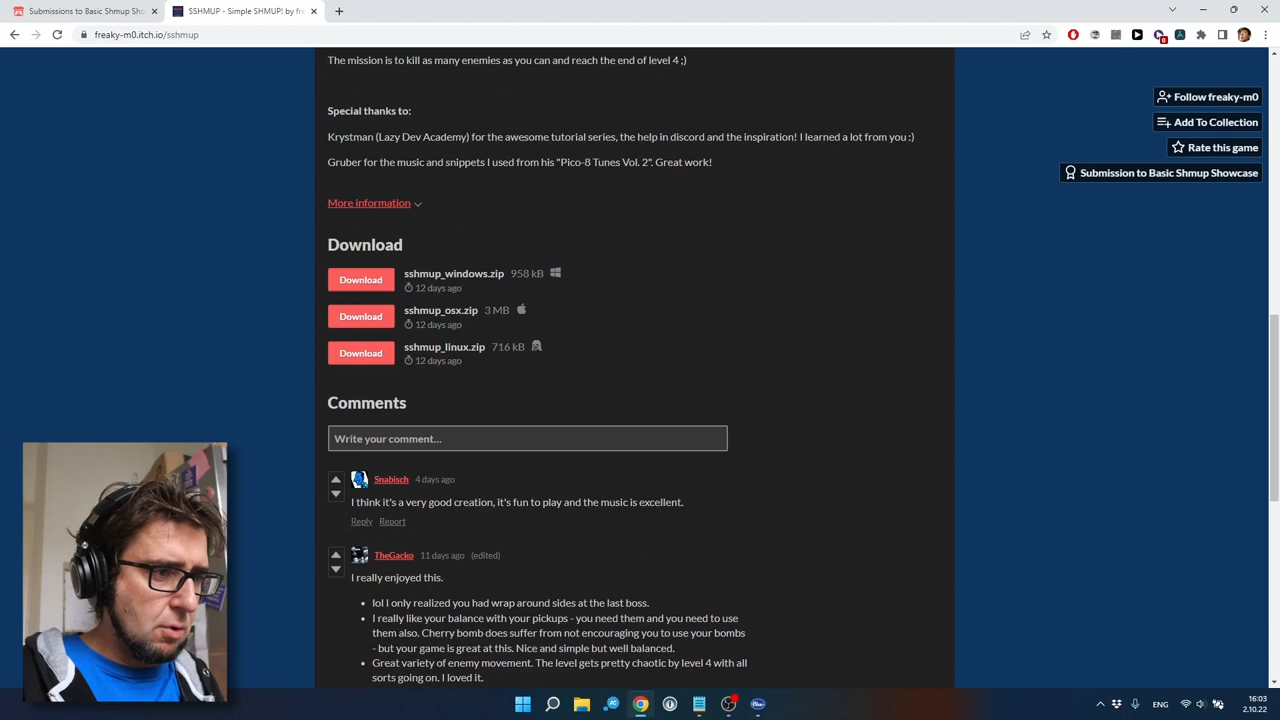 Submissions to Basic Shmup Sho
SSHMUP - Simple SHMUP! by fre
freaky-m0.itch.io/sshmup
The mission is to kill as many enemies as you can and reach the end of level 4 ;)
Follow freaky-m0
Add To Collection
Rate this game
Submission to Basic Shmup Showcase
Special thanks to:
Krystman (Lazy Dev Academy) for the awesome tutorial series, the help in discord and the inspiration! I learned a lot from you :)
Gruber for the music and snippets I used from his "Pico-8 Tunes Vol. 2". Great work!
More information
Download
Download sshmup_windows.zip 958 kB
12 days ago
Download sshmup_osx.zip 3 MB
12 days ago
Download sshmup_linux.zip 716 kB
12 days ago
Comments
Write your comment...
Snabisch 4 days ago
I think it's a very good creation, it's fun to play and the music is excellent.
Reply Report
TheGacko 11 days ago (edited)
I really enjoyed this.
lol I only realized you had wrap around sides at the last boss.
I really like your balance with your pickups - you need them and you need to use
them also. Cherry bomb does suffer from not encouraging you to use your bombs
- but your game is great at this. Nice and simple but well balanced.
Great variety of enemy movement. The level gets pretty chaotic by level 4 with all
sorts going on. I loved it.
ENG
16:03
2.10.22